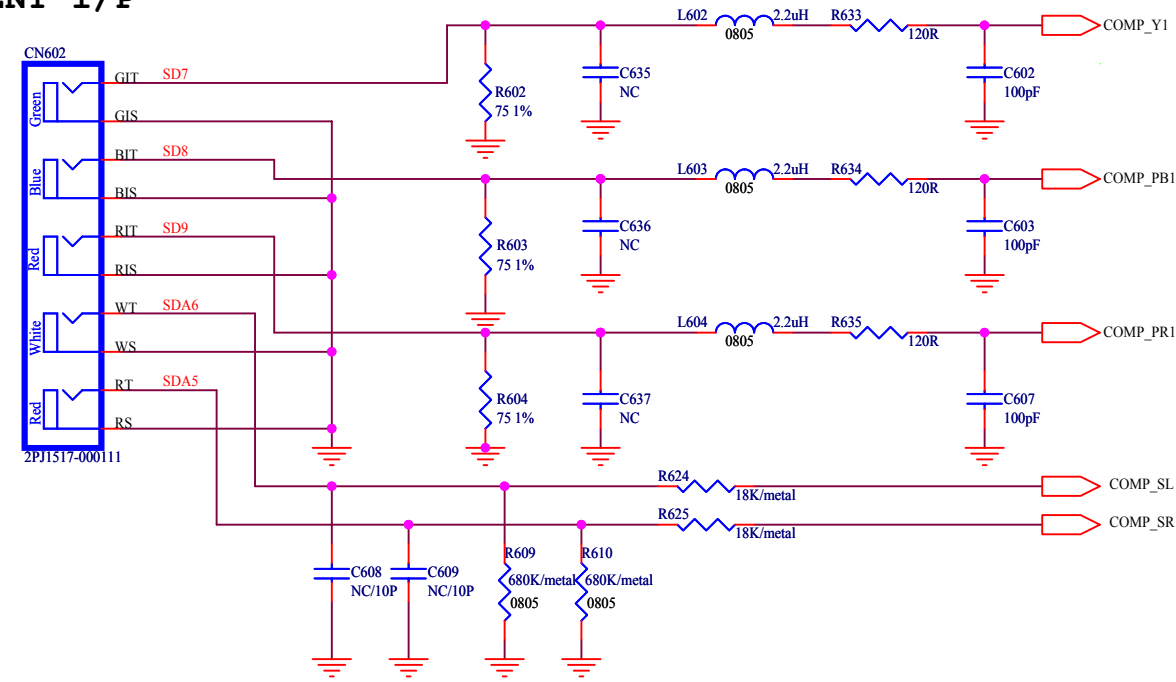 CN602
Green
GIT
SD7
GIS
Blue
BIT
SD8
BIS
Red
RIT
SD9
RIS
White
WT
SDA6
WS
Red
RT
SDA5
RS
2PJ1517-000111
R602
75 1%
C635
NC
L602
2.2uH
0805
R633
120R
C602
100pF
COMP_Y1
R603
75 1%
C636
NC
L603
2.2uH
0805
R634
120R
C603
100pF
COMP_PB1
R604
75 1%
C637
NC
L604
2.2uH
0805
R635
120R
C607
100pF
COMP_PR1
R624
18K/metal
COMP_SL
R625
18K/metal
COMP_SR
C608
NC/10P
C609
NC/10P
R609
680K/metal
0805
R610
680K/metal
0805